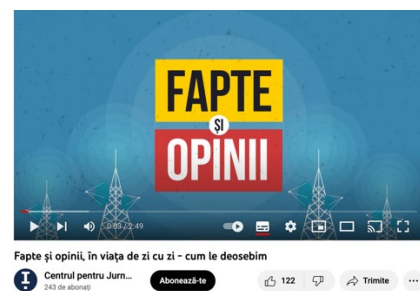 FAPTE
ȘI
OPINII
0:03 / 2:49
Fapte și opinii, în viața de zi cu zi - cum le deosebim
Centrul pentru Jurn...
243 de abonați
Abonează-te
122
Trimite